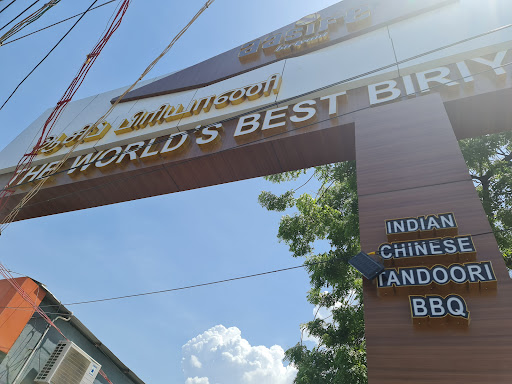 பிரியாணி
THE WORLD'S BEST BIRIY
INDIAN
CHINESE
TANDOORI
BBQ